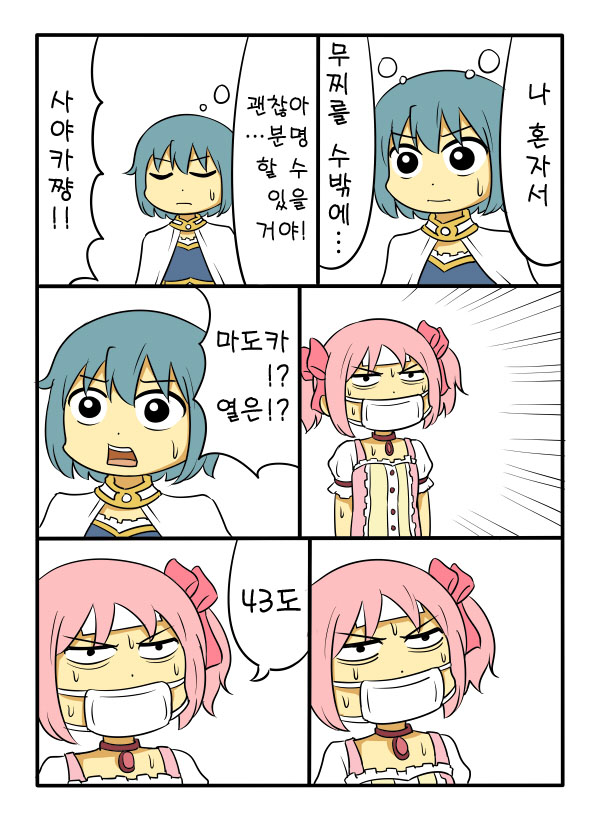 나 혼자서
무찌를 수밖에…
괜찮아
…분명
할 수
있을
거야!
사야카쨩!!
마도카
!?
열은!?
43도